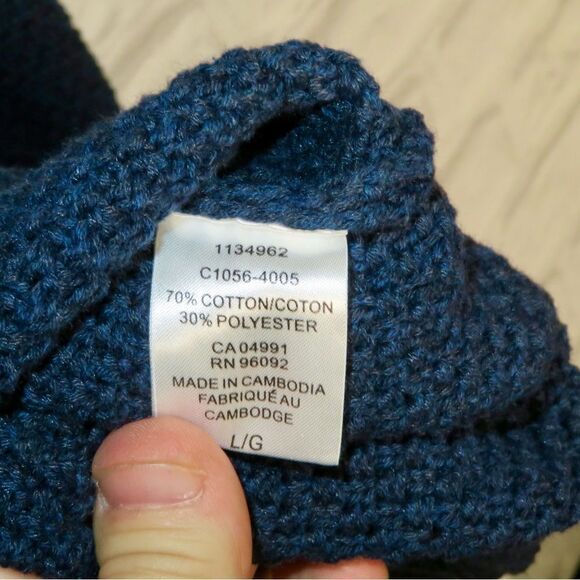 1134962
C1056-4005
70% COTTON/COTON
30% POLYESTER
CA 04991
RN 96092
MADE IN CAMBODIA
FABRIQUÉ AU
CAMBODGE
L/G